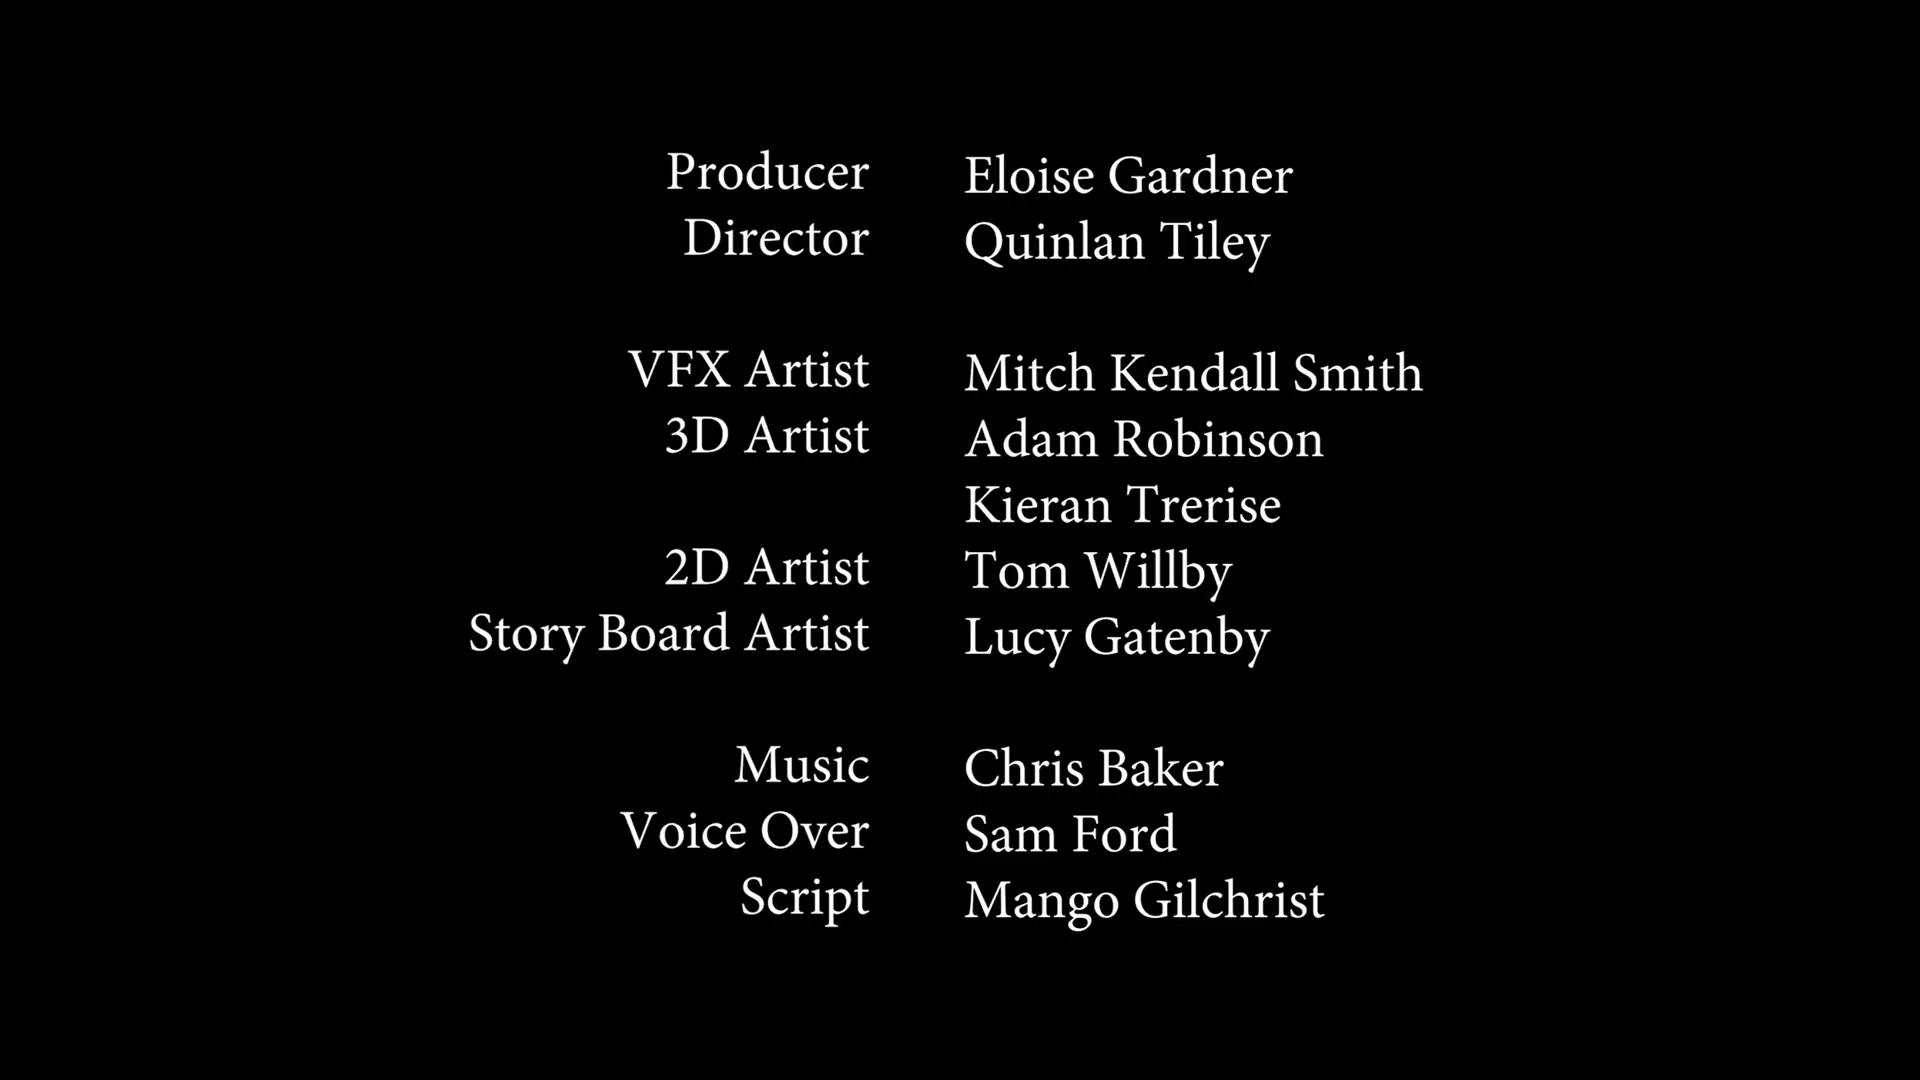 Producer Eloise Gardner
Director Quinlan Tiley
VFX Artist Mitch Kendall Smith
3D Artist Adam Robinson
Kieran Trerise
2D Artist Tom Willby
Story Board Artist Lucy Gatenby
Music Chris Baker
Voice Over Sam Ford
Script Mango Gilchrist